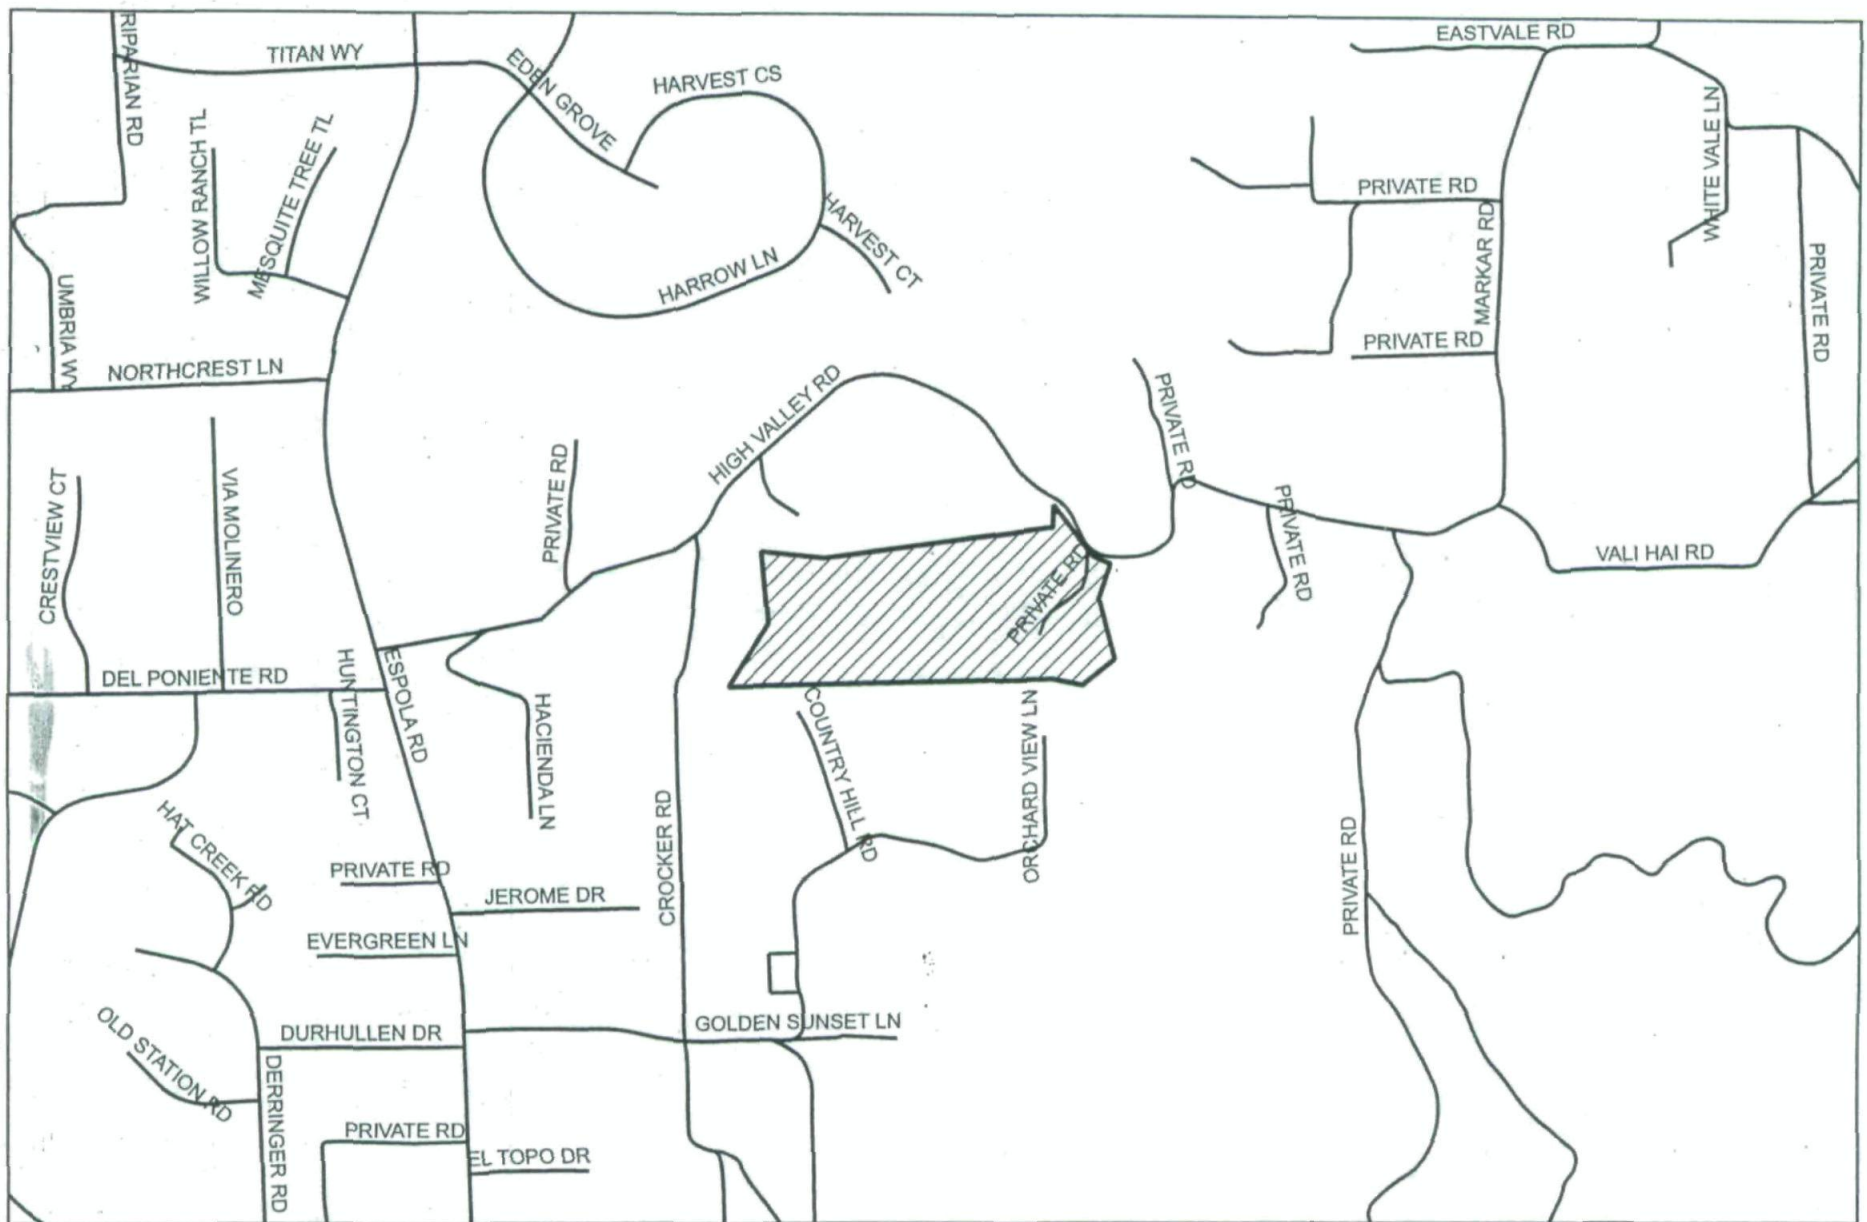 RIPARIAN RD
TITAN WY
EDEN GROVE
HARVEST CS
EASTVALE RD
WHITE VALE LN
WILLOW RANCH TL
MESQUITE TREE TL
HARVEST CT
HARROW LN
PRIVATE RD
MARKAR RD
PRIVATE RD
UMBRIA WY
NORTHCREST LN
PRIVATE RD
HIGH VALLEY RD
PRIVATE RD
CRESTVIEW CT
VIA MOLINERO
PRIVATE RD
PRIVATE RD
PRIVATE RD
VALI HAI RD
DEL PONIENTE RD
HUNTINGTON CT
ESPOLA RD
HACIENDA LN
COUNTRY HILL RD
ORCHARD VIEW LN
CROCKER RD
PRIVATE RD
HAT CREEK RD
PRIVATE RD
JEROME DR
EVERGREEN LN
OLD STATION RD
DURHULLEN DR
GOLDEN SUNSET LN
DERRINGER RD
PRIVATE RD
EL TOPO DR